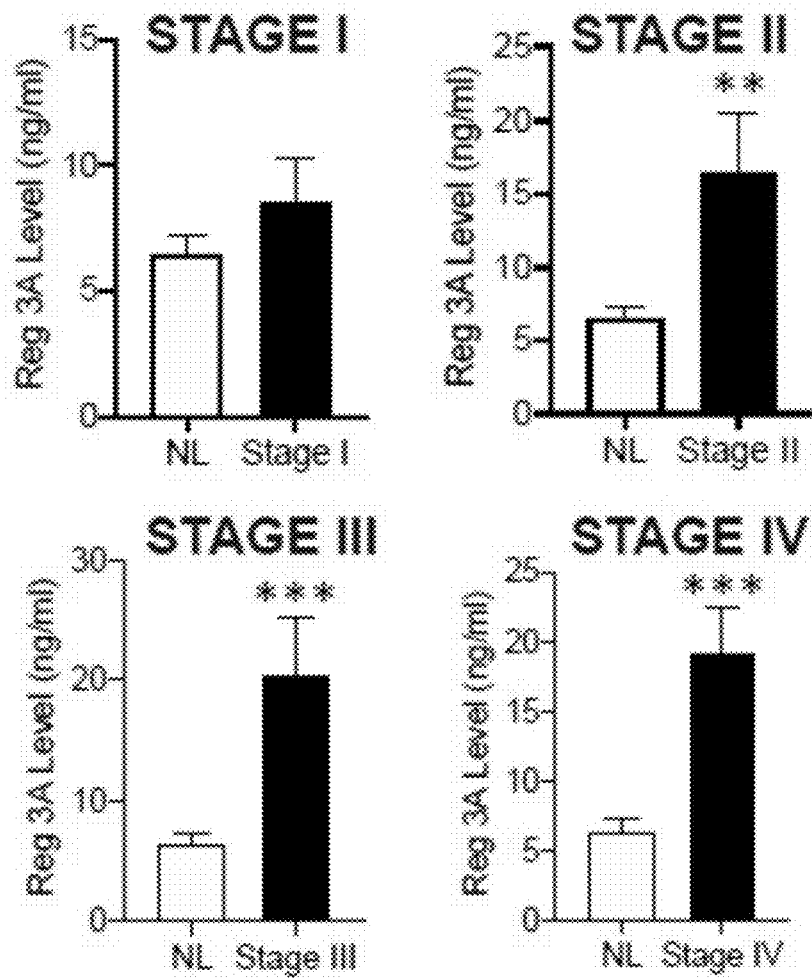 STAGE I
Reg 3A Level (ng/ml)
15
10
5
0
NL Stage I
STAGE II
**
Reg 3A Level (ng/ml)
25
20
15
10
5
0
NL Stage II
STAGE III
***
Reg 3A Level (ng/ml)
30
20
10
0
NL Stage III
STAGE IV
***
Reg 3A Level (ng/ml)
25
20
15
10
5
0
NL Stage IV